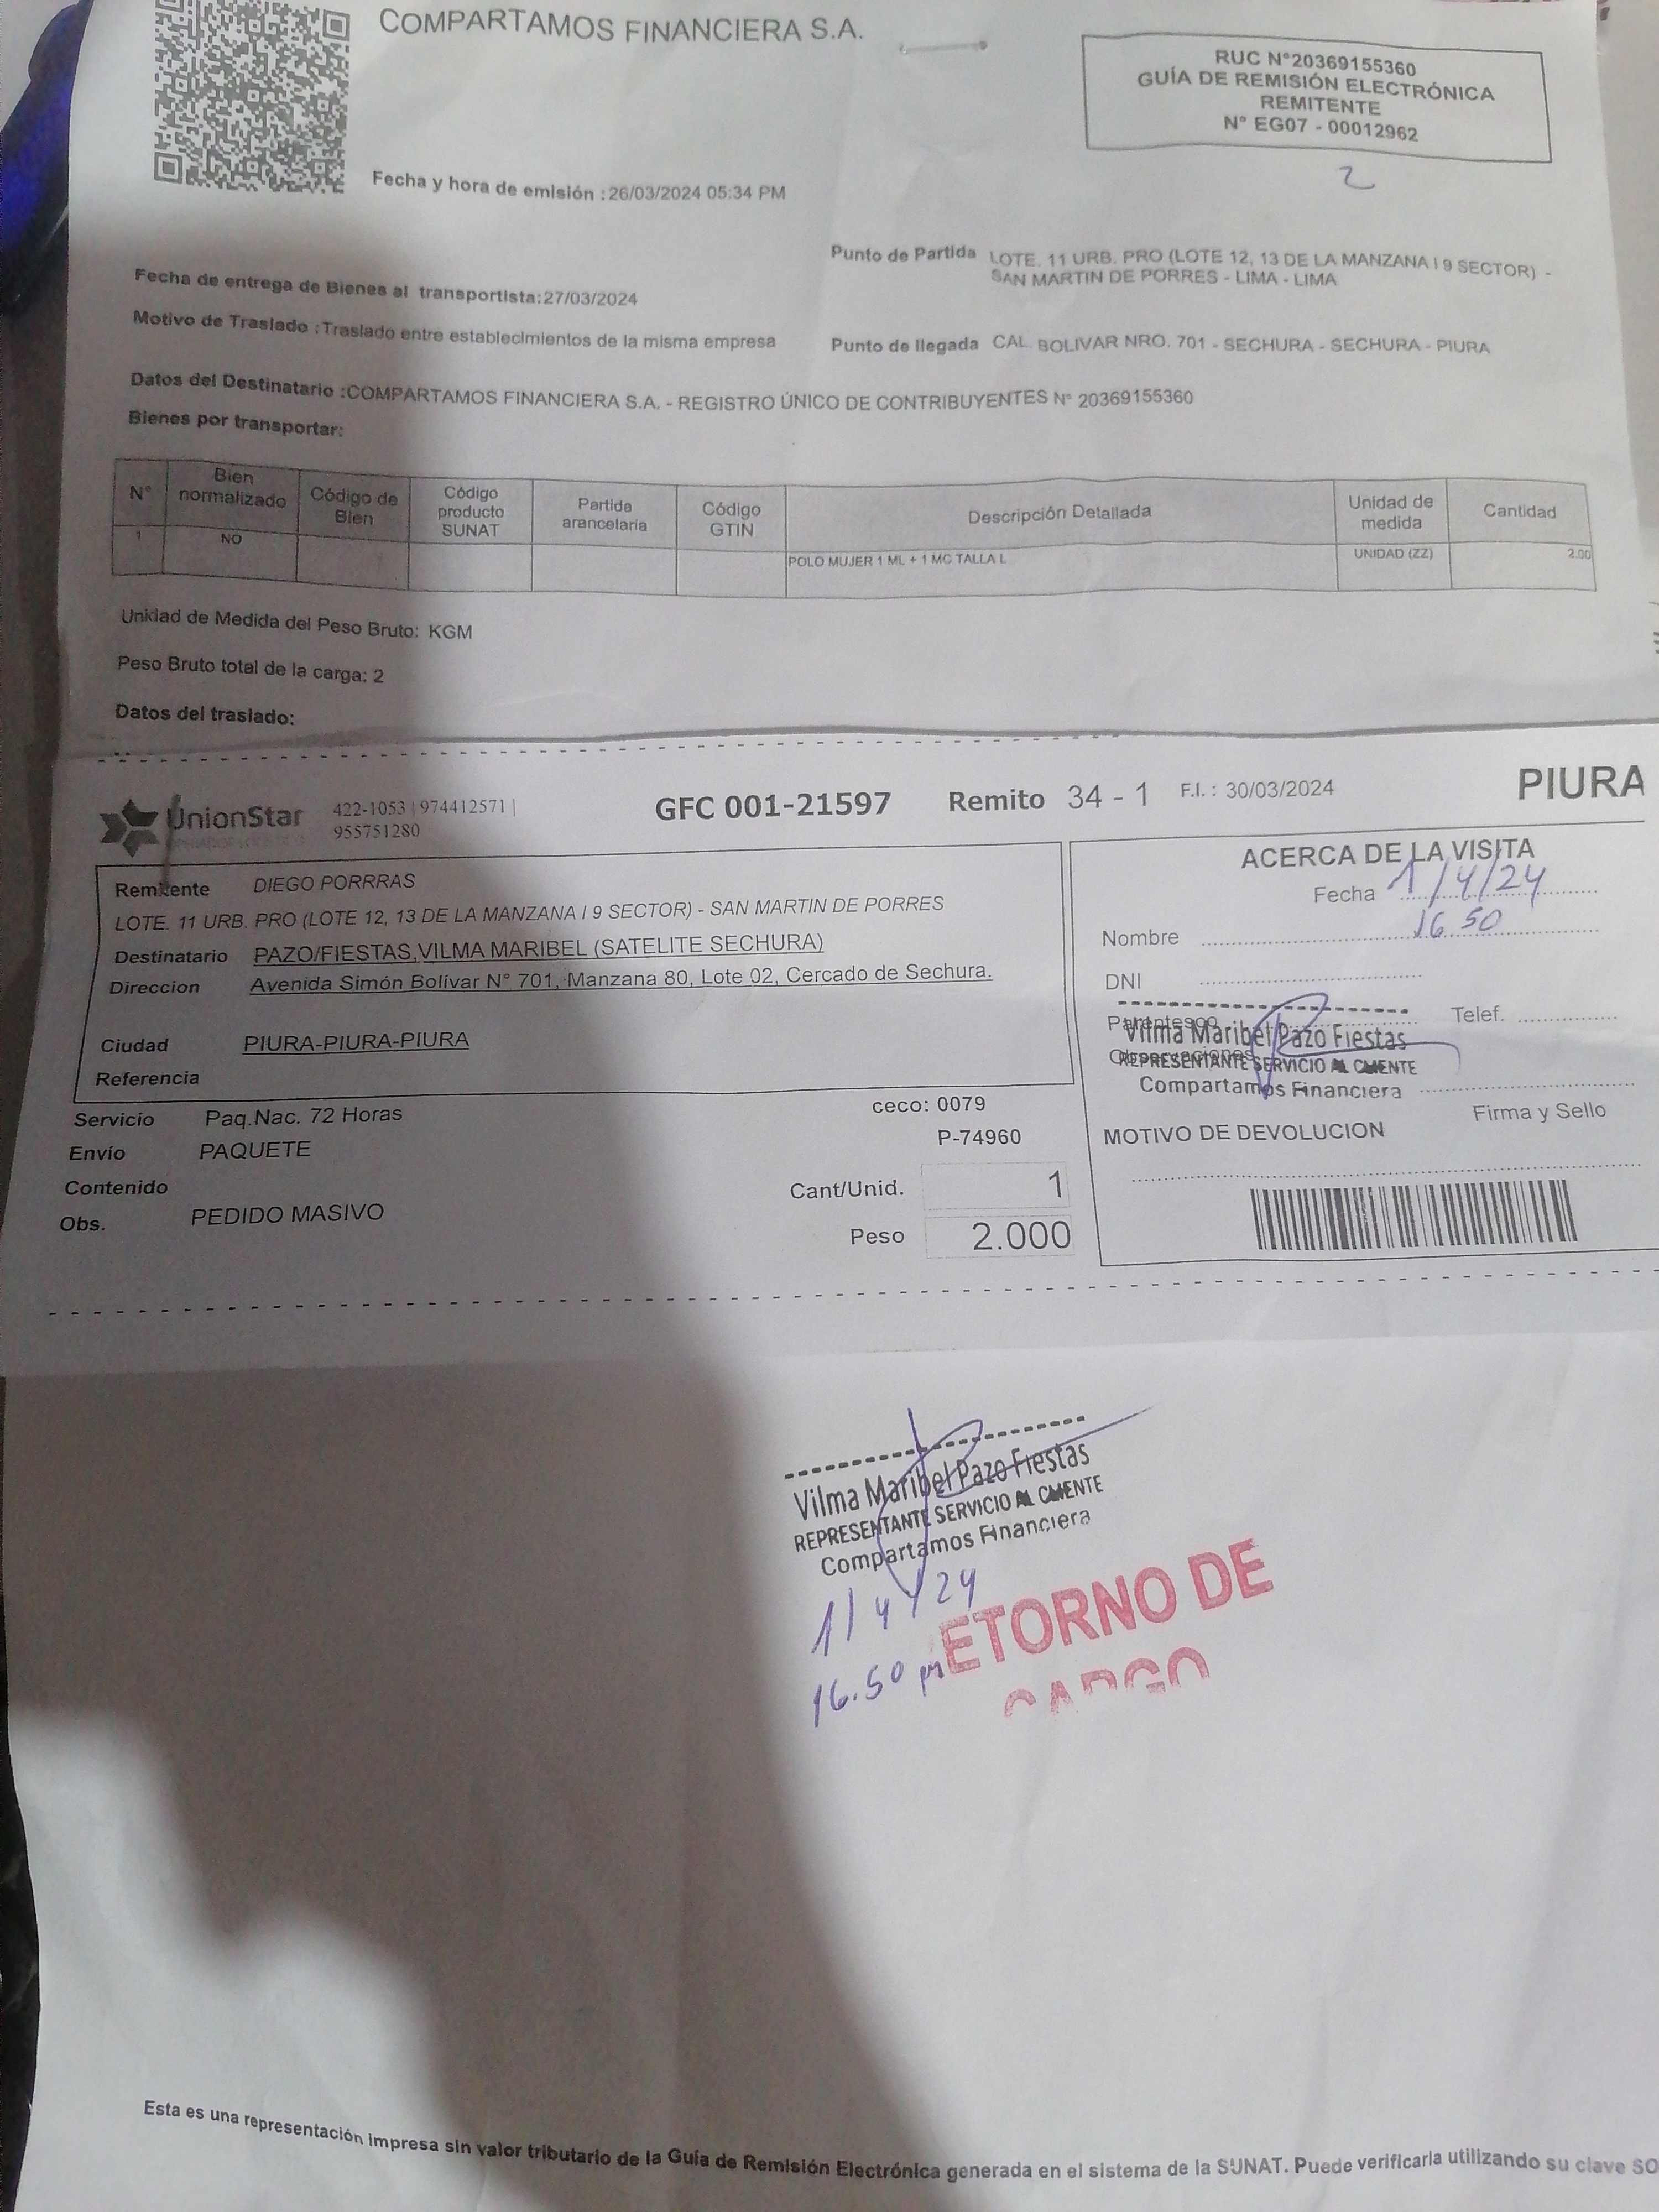 COMPARTAMOS FINANCIERA S.A.
RUC N°20369155360
GUÍA DE REMISIÓN ELECTRÓNICA
REMITENTE
N° EG07 - 00012962
2
Fecha y hora de emisión : 26/03/2024 05:34 PM
Punto de Partida LOTE. 11 URB. PRO (LOTE 12, 13 DE LA MANZANA I 9 SECTOR) -
SAN MARTIN DE PORRES - LIMA - LIMA
Fecha de entrega de Bienes al transportista:27/03/2024
Motivo de Traslado :Traslado entre establecimientos de la misma empresa
Punto de llegada CAL. BOLIVAR NRO. 701 - SECHURA - SECHURA - PIURA
Datos del Destinatario :COMPARTAMOS FINANCIERA S.A. - REGISTRO ÚNICO DE CONTRIBUYENTES N° 20369155360
Bienes por transportar:
N° Bien normalizado Código de Bien Código producto SUNAT Partida arancelaria Código GTIN Descripción Detallada Unidad de medida Cantidad
1 NO POLO MUJER 1 ML + 1 MC TALLA L UNIDAD (ZZ) 2.00
Unidad de Medida del Peso Bruto: KGM
Peso Bruto total de la carga: 2
Datos del traslado:
UnionStar 422-1053 | 974412571 |
955751280
GFC 001-21597 Remito 34 - 1 F.I. : 30/03/2024 PIURA
Remitente DIEGO PORRRAS
LOTE. 11 URB. PRO (LOTE 12, 13 DE LA MANZANA I 9 SECTOR) - SAN MARTIN DE PORRES
Destinatario PAZO/FIESTAS,VILMA MARIBEL (SATELITE SECHURA)
Direccion Avenida Simón Bolívar N° 701, Manzana 80, Lote 02, Cercado de Sechura.
Ciudad PIURA-PIURA-PIURA
Referencia
Servicio Paq.Nac. 72 Horas
Envío PAQUETE
Contenido
Obs. PEDIDO MASIVO
ceco: 0079
P-74960
Cant/Unid. 1
Peso 2.000
ACERCA DE LA VISITA
Fecha 1/4/24
16 50
Nombre
DNI
Parentesco Telef.
Observaciones
Vilma Maribel Pazo Fiestas
REPRESENTANTE SERVICIO AL CLIENTE
Compartamos Financiera
Firma y Sello
MOTIVO DE DEVOLUCION
Vilma Maribel Pazo Fiestas
REPRESENTANTE SERVICIO AL CLIENTE
Compartamos Financiera
1/4/24
16.50 pm
ETORNO DE
CARGO
Esta es una representación impresa sin valor tributario de la Guía de Remisión Electrónica generada en el sistema de la SUNAT. Puede verificarla utilizando su clave SO